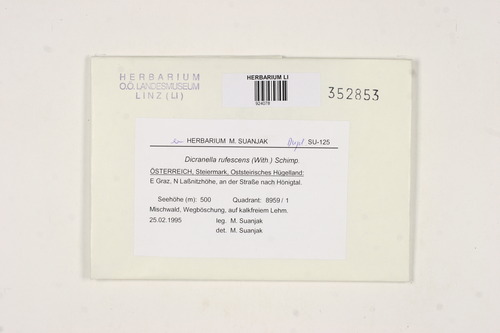 HERBARIUM
O.Ö. LANDESMUSEUM
LINZ (LI)
HERBARIUM LI
924078
352853
HERBARIUM M. SUANJAK Dupl. SU-125
Dicranella rufescens (With.) Schimp.
ÖSTERREICH, Steiermark, Oststeirisches Hügelland:
E Graz, N Laßnitzhöhe, an der Straße nach Hönigtal.
Seehöhe (m): 500 Quadrant: 8959 / 1
Mischwald, Wegböschung, auf kalkfreiem Lehm.
25.02.1995 leg. M. Suanjak
det. M. Suanjak